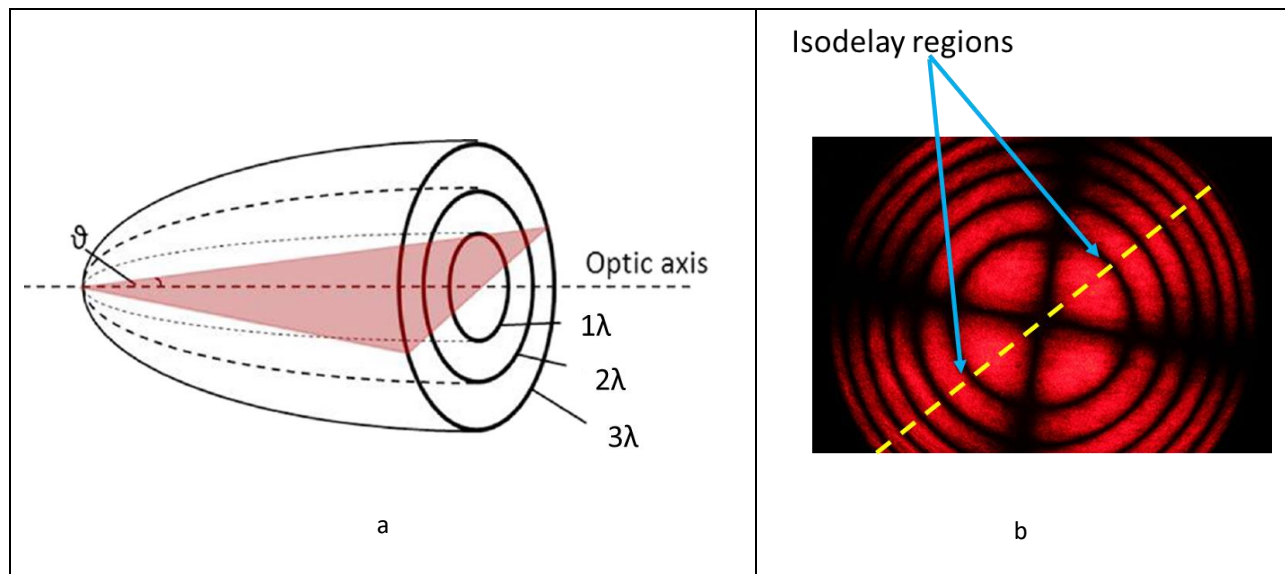 Isodelay regions
ϑ
Optic axis
1λ
2λ
3λ
a
b